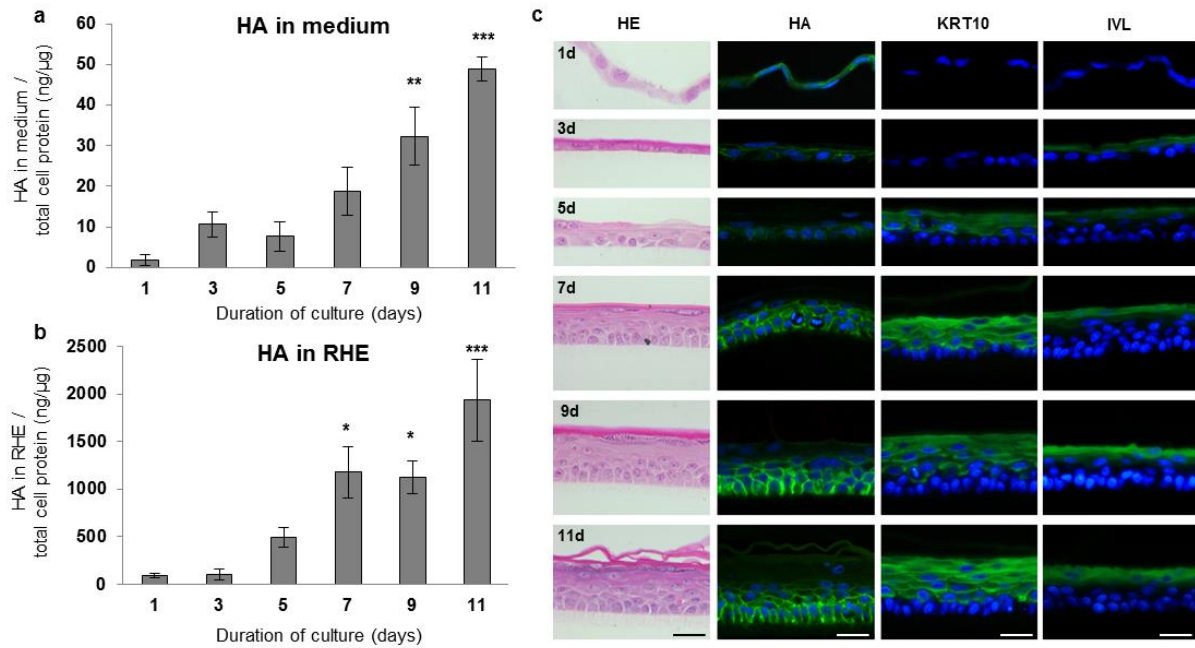 a
HA in medium
HA in medium /
total cell protein (ng/µg)
60
50
40
30
20
10
0
**
***
1 3 5 7 9 11
Duration of culture (days)
b
HA in RHE
HA in RHE /
total cell protein (ng/µg)
2500
2000
1500
1000
500
0
*
*
***
1 3 5 7 9 11
Duration of culture (days)
c
HE HA KRT10 IVL
1d
3d
5d
7d
9d
11d